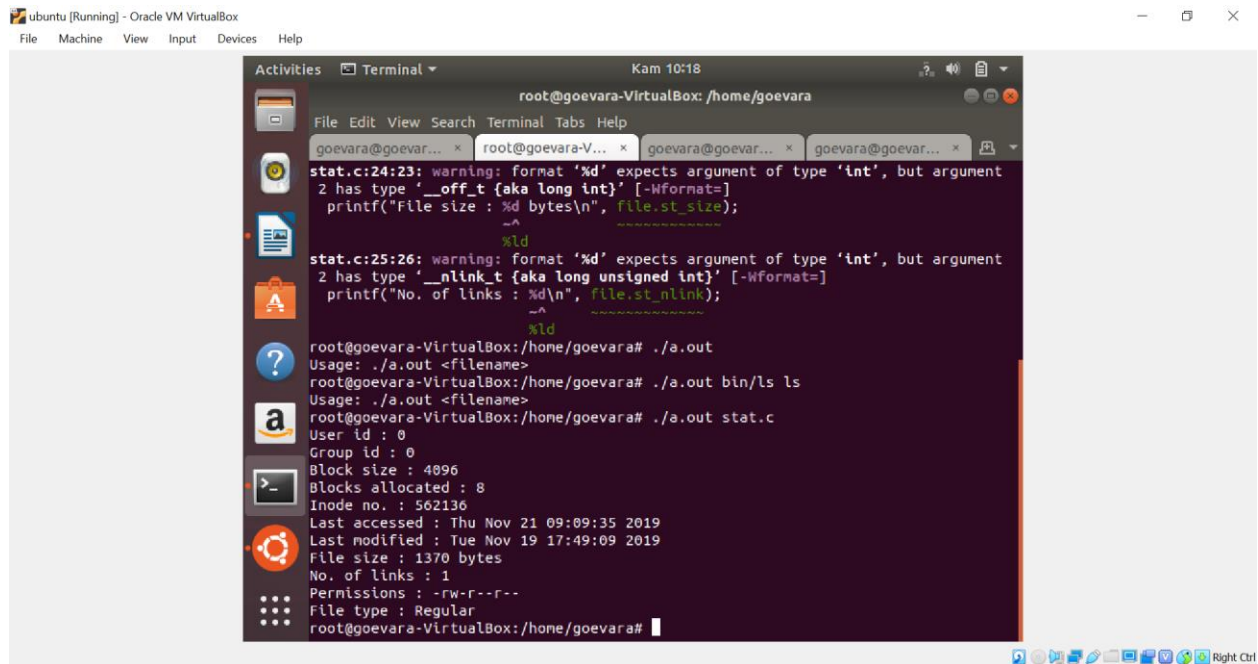 ubuntu [Running] - Oracle VM VirtualBox
File Machine View Input Devices Help
Activities Terminal Kam 10:18
root@goevara-VirtualBox: /home/goevara
File Edit View Search Terminal Tabs Help
goevara@goevar... × root@goevara-V... × goevara@goevar... × goevara@goevar... ×
stat.c:24:23: warning: format ‘%d’ expects argument of type ‘int’, but argument
2 has type ‘__off_t {aka long int}’ [-Wformat=]
printf("File size : %d bytes\n", file.st_size);
~^ ~~~~~~~~~~~~
%ld
stat.c:25:26: warning: format ‘%d’ expects argument of type ‘int’, but argument
2 has type ‘__nlink_t {aka long unsigned int}’ [-Wformat=]
printf("No. of links : %d\n", file.st_nlink);
~^ ~~~~~~~~~~~~~
%ld
root@goevara-VirtualBox:/home/goevara# ./a.out
Usage: ./a.out <filename>
root@goevara-VirtualBox:/home/goevara# ./a.out bin/ls ls
Usage: ./a.out <filename>
root@goevara-VirtualBox:/home/goevara# ./a.out stat.c
User id : 0
Group id : 0
Block size : 4096
Blocks allocated : 8
Inode no. : 562136
Last accessed : Thu Nov 21 09:09:35 2019
Last modified : Tue Nov 19 17:49:09 2019
File size : 1370 bytes
No. of links : 1
Permissions : -rw-r--r--
File type : Regular
root@goevara-VirtualBox:/home/goevara#
Right Ctrl